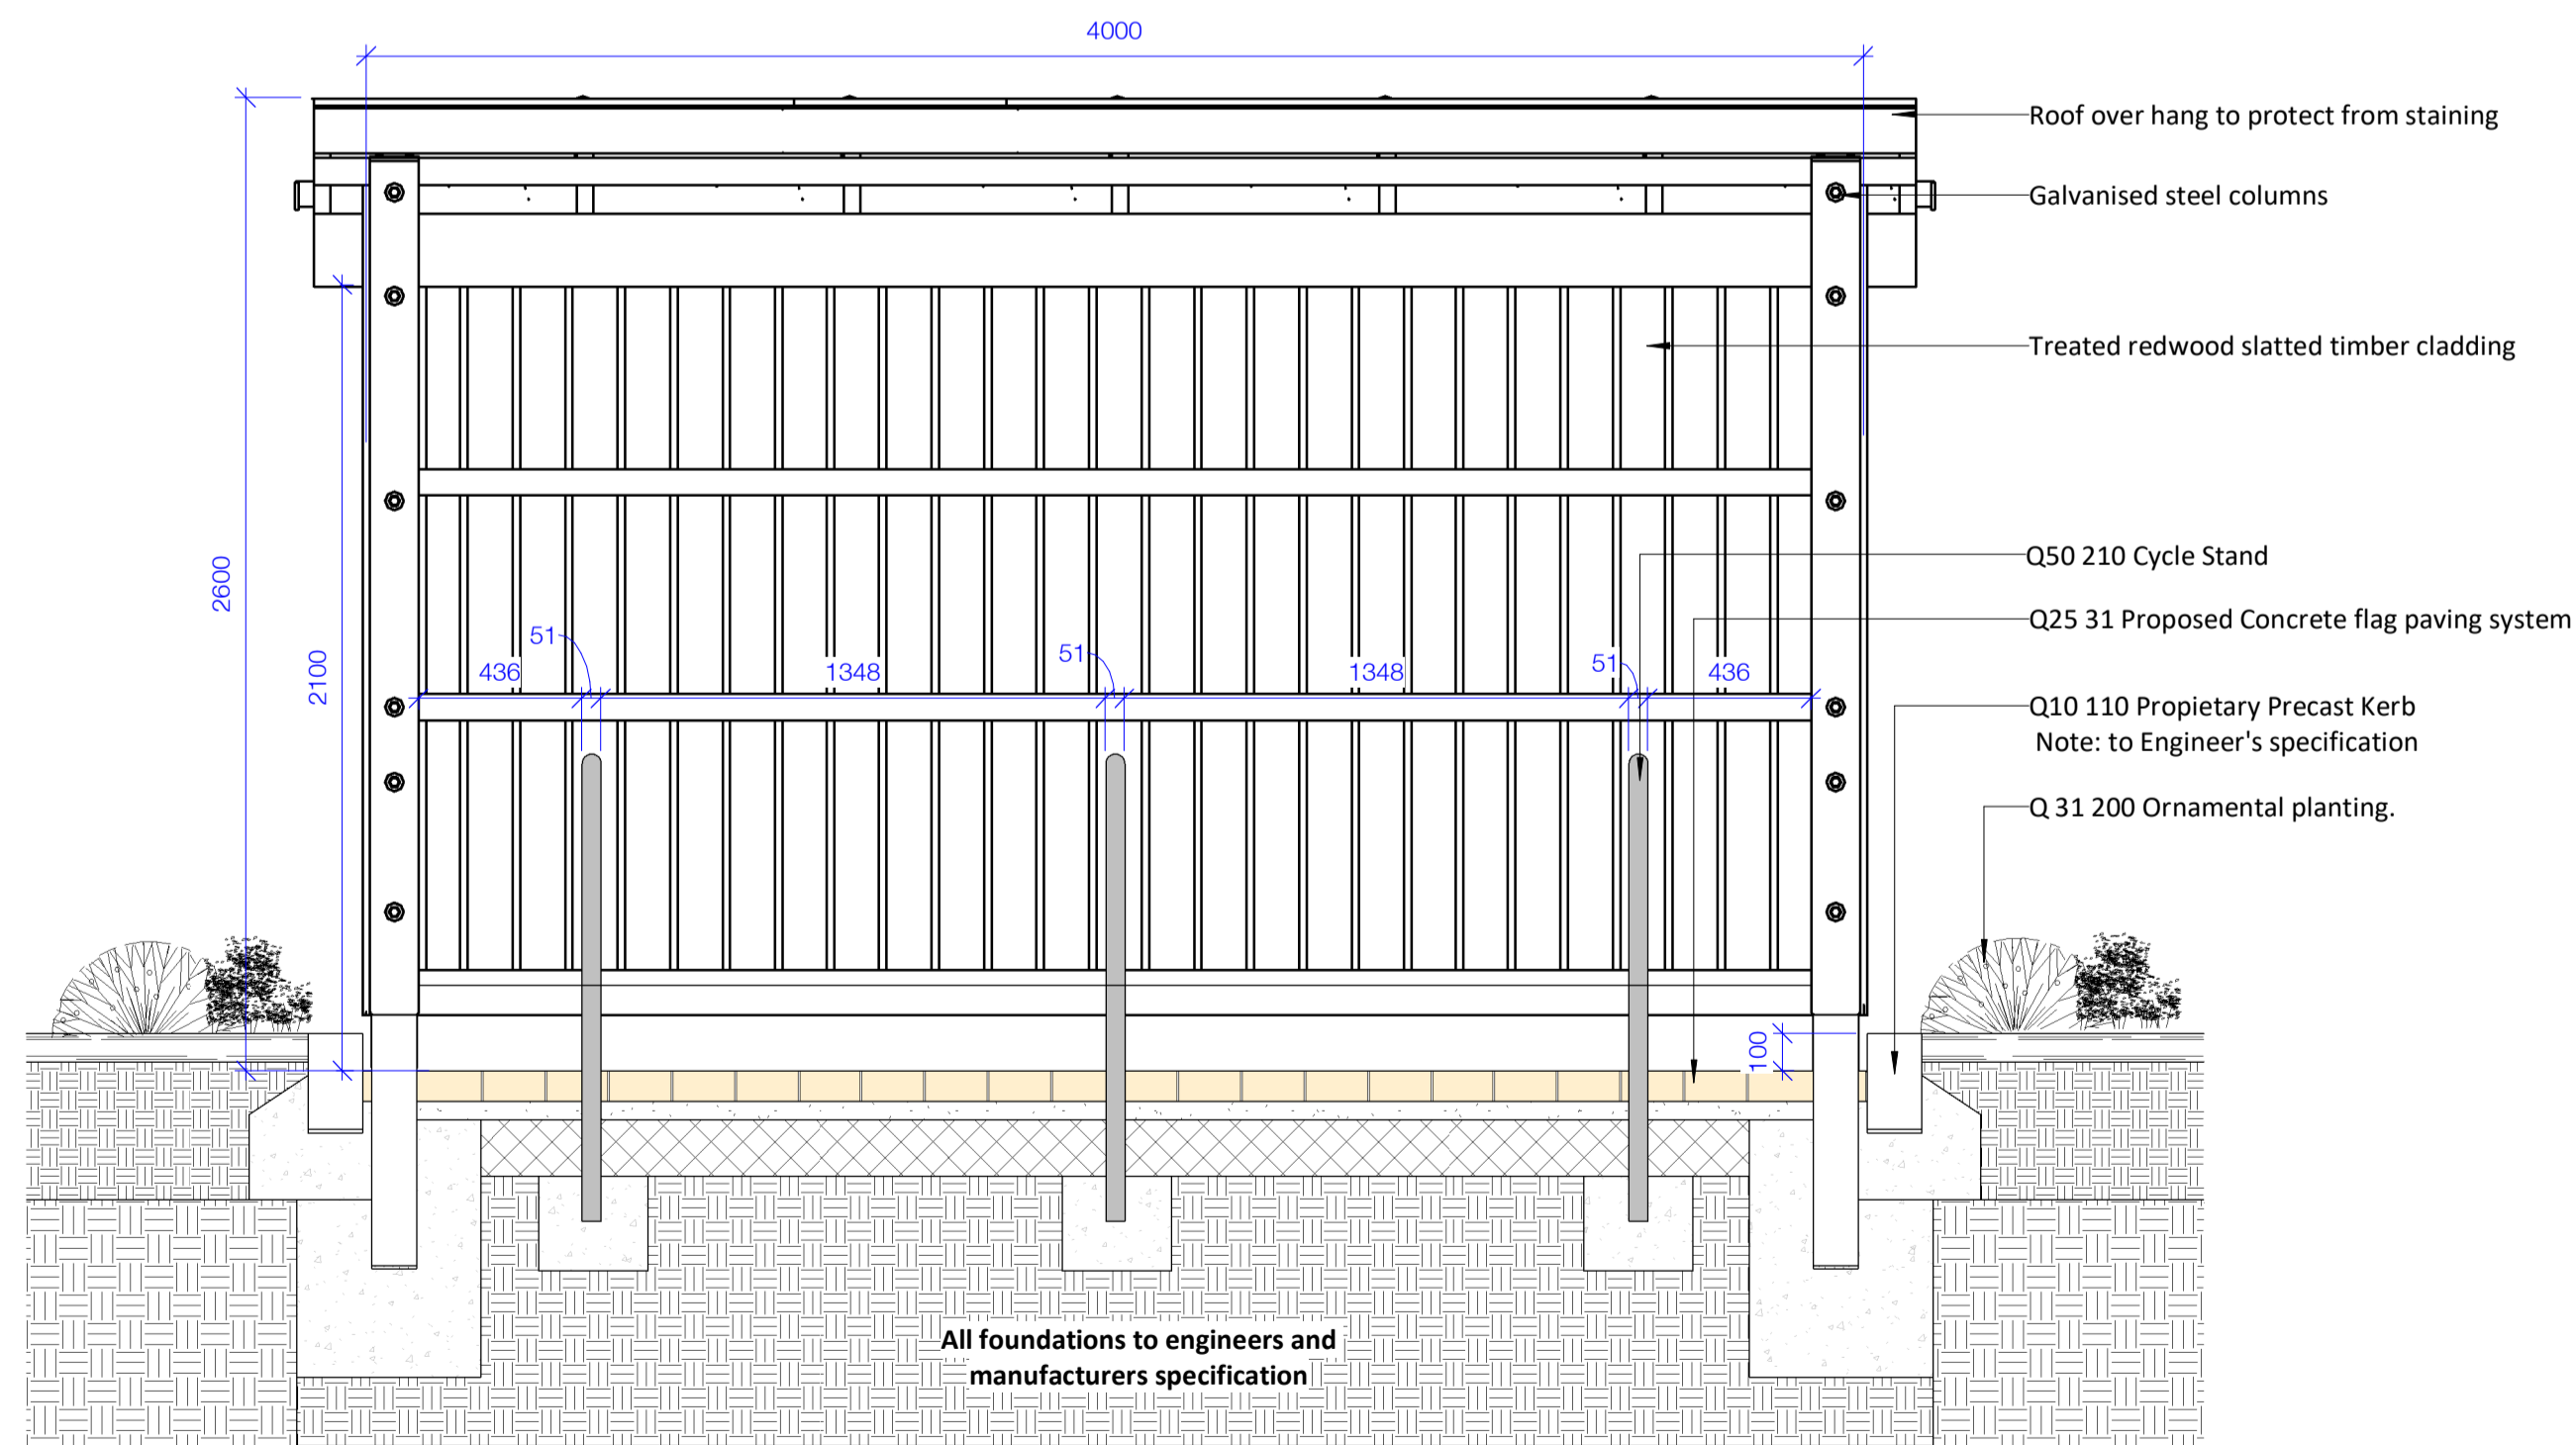 4000
Roof over hang to protect from staining
Galvanised steel columns
Treated redwood slatted timber cladding
Q50 210 Cycle Stand
2600
Q25 31 Proposed Concrete flag paving system
51
51
51
2100
436
1348
1348
436
Q10 110 Propietary Precast Kerb
Note: to Engineer's specification
Q 31 200 Ornamental planting.
100
All foundations to engineers and
manufacturers specification